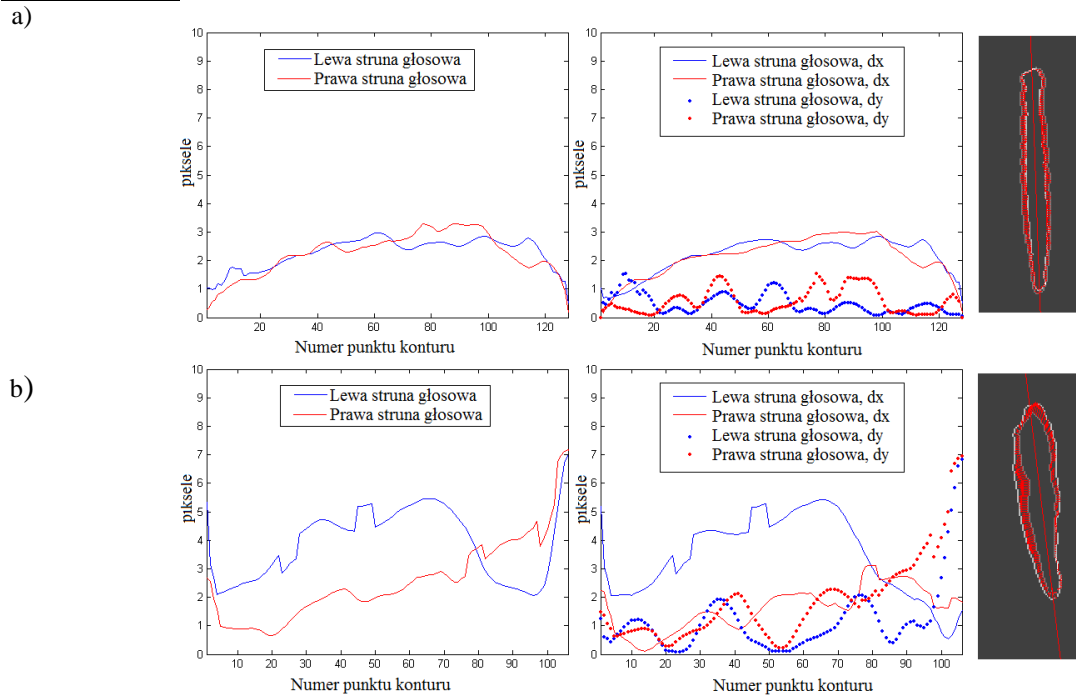 a)
10
9
8
7
6
5
4
3
2
1
0
piksele
Lewa struna głosowa
Prawa struna głosowa
20 40 60 80 100 120
Numer punktu konturu
10
9
8
7
6
5
4
3
2
1
0
Lewa struna głosowa, dx
Prawa struna głosowa, dx
Lewa struna głosowa, dy
Prawa struna głosowa, dy
20 40 60 80 100 120
Numer punktu konturu
b)
10
9
8
7
6
5
4
3
2
1
0
piksele
Lewa struna głosowa
Prawa struna głosowa
10 20 30 40 50 60 70 80 90 100
Numer punktu konturu
10
9
8
7
6
5
4
3
2
1
0
Lewa struna głosowa, dx
Prawa struna głosowa, dx
Lewa struna głosowa, dy
Prawa struna głosowa, dy
10 20 30 40 50 60 70 80 90 100
Numer punktu konturu